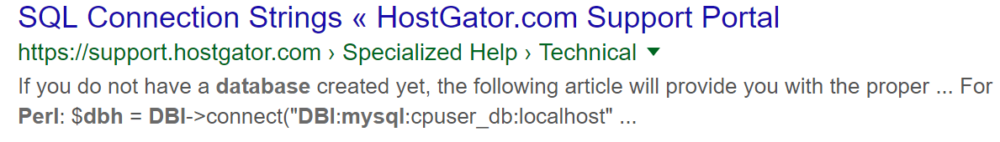 SQL Connection Strings « HostGator.com Support Portal
https://support.hostgator.com › Specialized Help › Technical
If you do not have a database created yet, the following article will provide you with the proper ... For
Perl: $dbh = DBI->connect("DBI:mysql:cpuser_db:localhost" ...